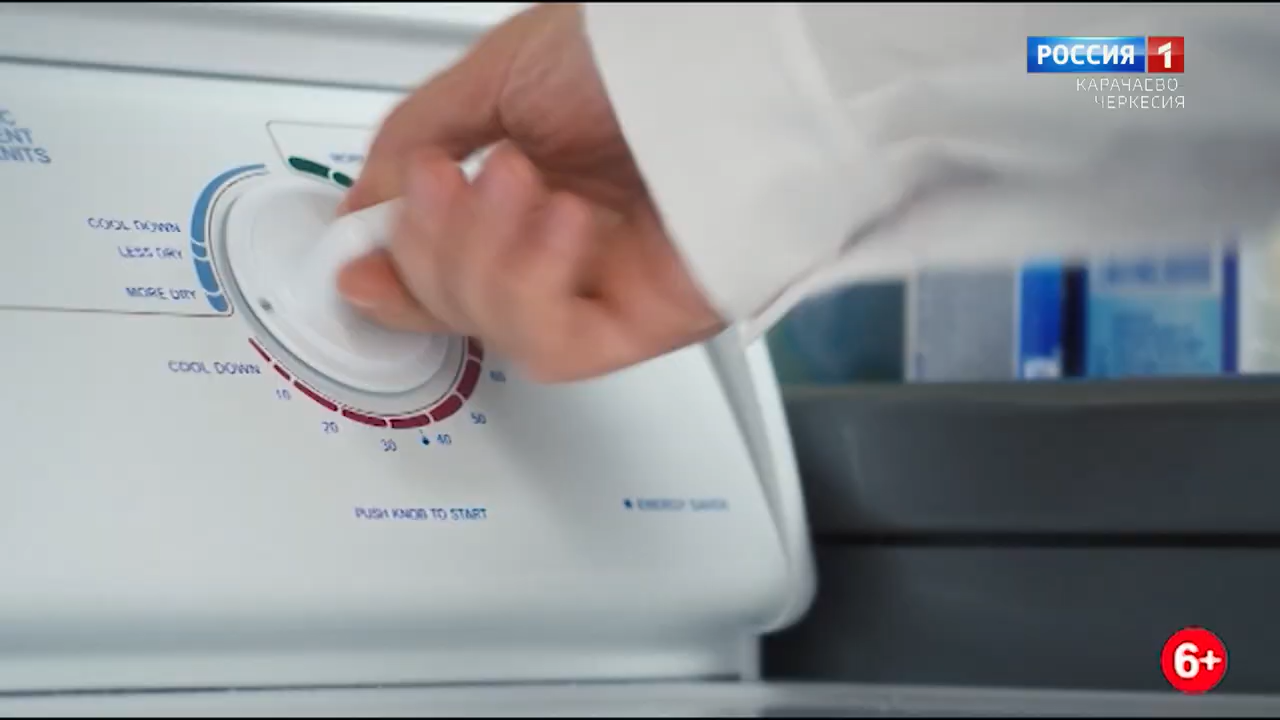 РОССИЯ 1
КАРАЧАЕВО-
ЧЕРКЕСИЯ
ENT
COOL DOWN
LESS DRY
MORE DRY
COOL DOWN
10
20
30
40
50
60
PUSH KNOB TO START
ENERGY SAVER
6+